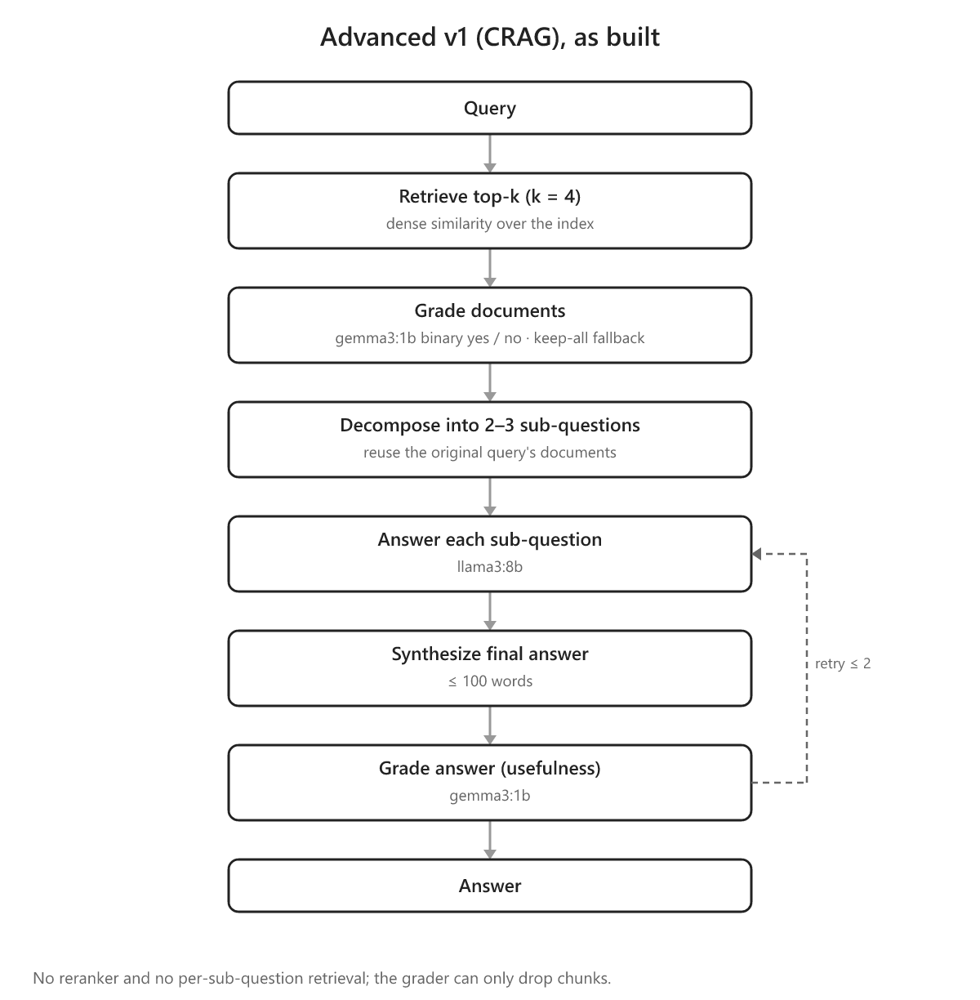 Advanced v1 (CRAG), as built
Query
Retrieve top-k (k = 4)
dense similarity over the index
Grade documents
gemma3:1b binary yes / no · keep-all fallback
Decompose into 2–3 sub-questions
reuse the original query's documents
Answer each sub-question
llama3:8b
Synthesize final answer
≤ 100 words
retry ≤ 2
Grade answer (usefulness)
gemma3:1b
Answer
No reranker and no per-sub-question retrieval; the grader can only drop chunks.